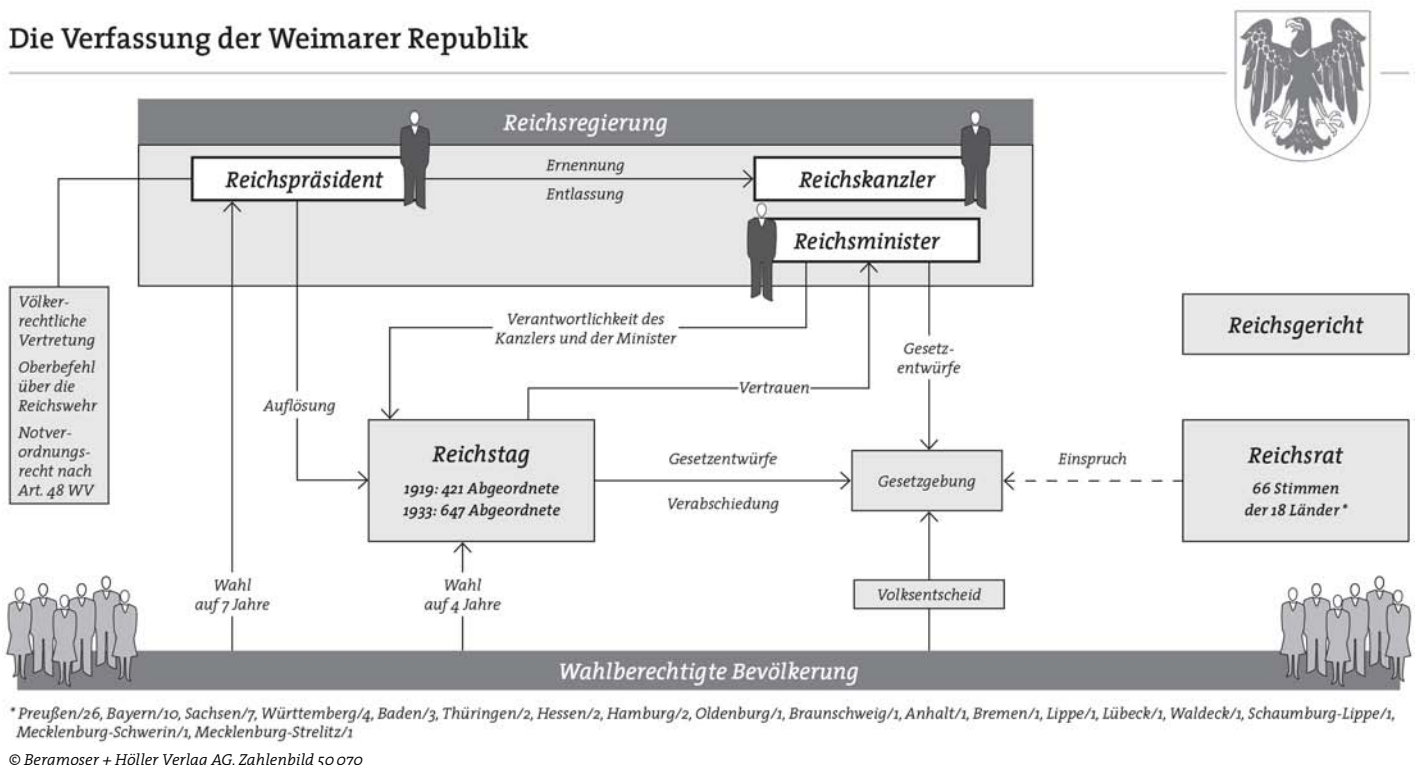 Die Verfassung der Weimarer Republik
Reichsregierung
Reichspräsident
Ernennung
Entlassung
Reichskanzler
Reichsminister
Völker-
rechtliche
Vertretung
Oberbefehl
über die
Reichswehr
Notver-
ordnungs-
recht nach
Art. 48 WV
Verantwortlichkeit des
Kanzlers und der Minister
Gesetz-
entwürfe
Reichsgericht
Auflösung
Vertrauen
Reichstag
1919: 421 Abgeordnete
1933: 647 Abgeordnete
Gesetzentwürfe
Verabschiedung
Gesetzgebung
Einspruch
Reichsrat
66 Stimmen
der 18 Länder*
Wahl
auf 7 Jahre
Wahl
auf 4 Jahre
Volksentscheid
Wahlberechtigte Bevölkerung
* Preußen/26, Bayern/10, Sachsen/7, Württemberg/4, Baden/3, Thüringen/2, Hessen/2, Hamburg/2, Oldenburg/1, Braunschweig/1, Anhalt/1, Bremen/1, Lippe/1, Lübeck/1, Waldeck/1, Schaumburg-Lippe/1,
Mecklenburg-Schwerin/1, Mecklenburg-Strelitz/1
© Bergmoser + Höller Verlag AG, Zahlenbild 50 070